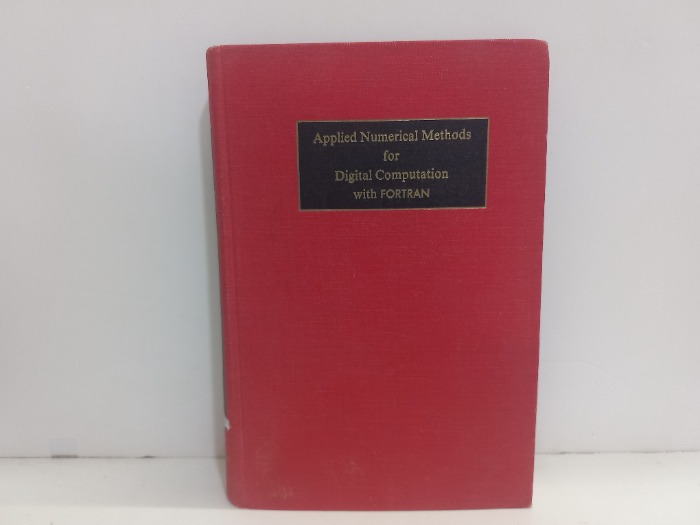 Applied Numerical Methods
for
Digital Computation
with FORTRAN